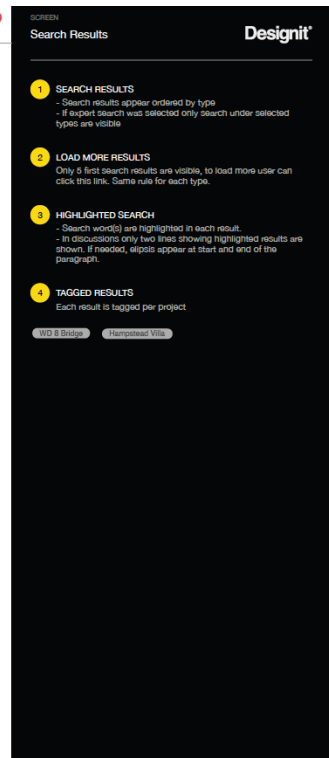 SCREEN
Search Results
Designit®
1
SEARCH RESULTS
- Search results appear ordered by type
- If expert search was selected only search under selected
types are visible
2
LOAD MORE RESULTS
Only 5 first search results are visible, to load more user can
click this link. Same rule for each type.
3
HIGHLIGHTED SEARCH
- Search word(s) are highlighted in each result.
- In discussions only two lines showing highlighted results are
shown. If needed, elipsis appear at start and end of the
paragraph.
4
TAGGED RESULTS
Each result is tagged per project
WD 8 Bridge
Hampstead Villa